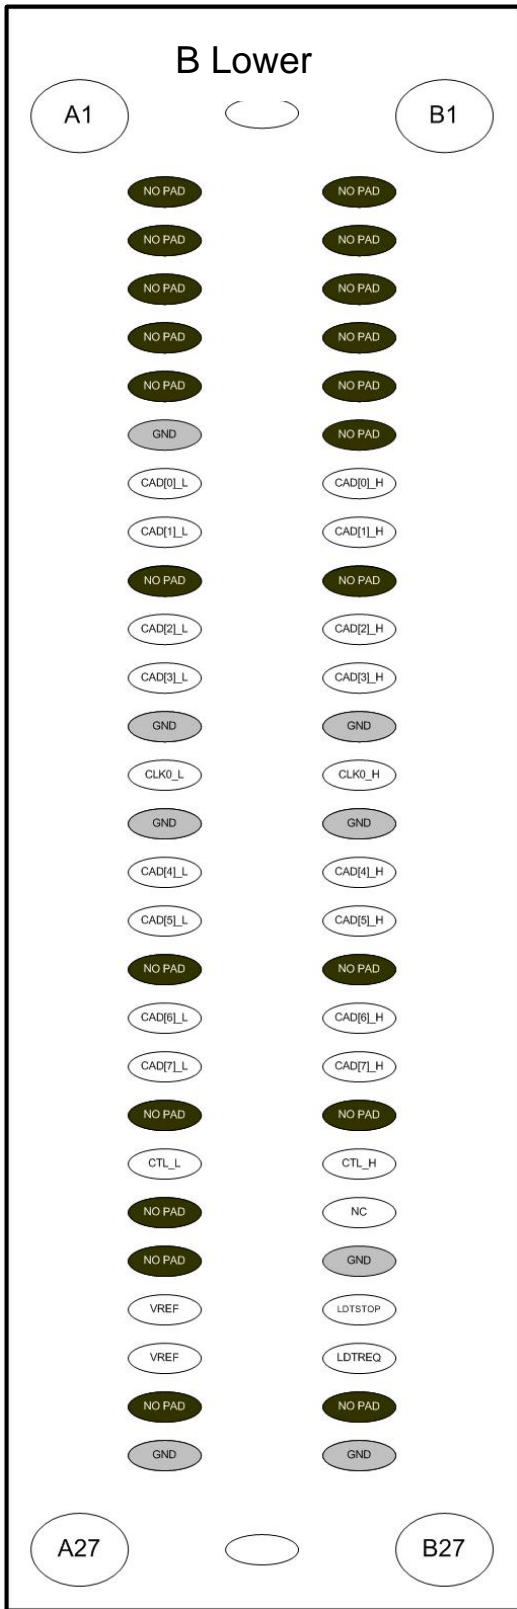 B Lower
A1 B1
NO PAD NO PAD
NO PAD NO PAD
NO PAD NO PAD
NO PAD NO PAD
NO PAD NO PAD
GND NO PAD
CAD[0]_L CAD[0]_H
CAD[1]_L CAD[1]_H
NO PAD NO PAD
CAD[2]_L CAD[2]_H
CAD[3]_L CAD[3]_H
GND GND
CLK0_L CLK0_H
GND GND
CAD[4]_L CAD[4]_H
CAD[5]_L CAD[5]_H
NO PAD NO PAD
CAD[6]_L CAD[6]_H
CAD[7]_L CAD[7]_H
NO PAD NO PAD
CTL_L CTL_H
NO PAD NC
NO PAD GND
VREF LDTSTOP
VREF LDTREQ
NO PAD NO PAD
GND GND
A27 B27